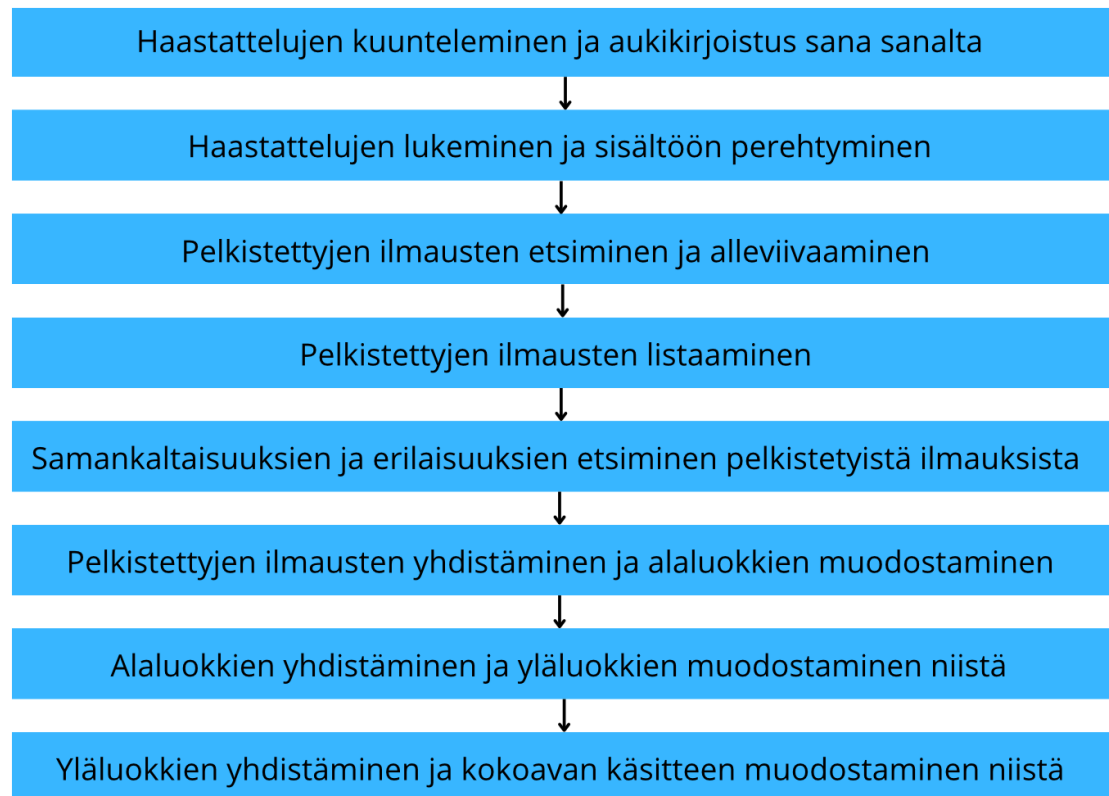 Haastattelujen kuunteleminen ja aukikirjoistus sana sanalta
Haastattelujen lukeminen ja sisältöön perehtyminen
Pelkistettyjen ilmausten etsiminen ja alleviivaaminen
Pelkistettyjen ilmausten listaaminen
Samankaltaisuuksien ja erilaisuuksien etsiminen pelkistetyistä ilmauksista
Pelkistettyjen ilmausten yhdistäminen ja alaluokkien muodostaminen
Alaluokkien yhdistäminen ja yläluokkien muodostaminen niistä
Yläluokkien yhdistäminen ja kokoavan käsitteen muodostaminen niistä